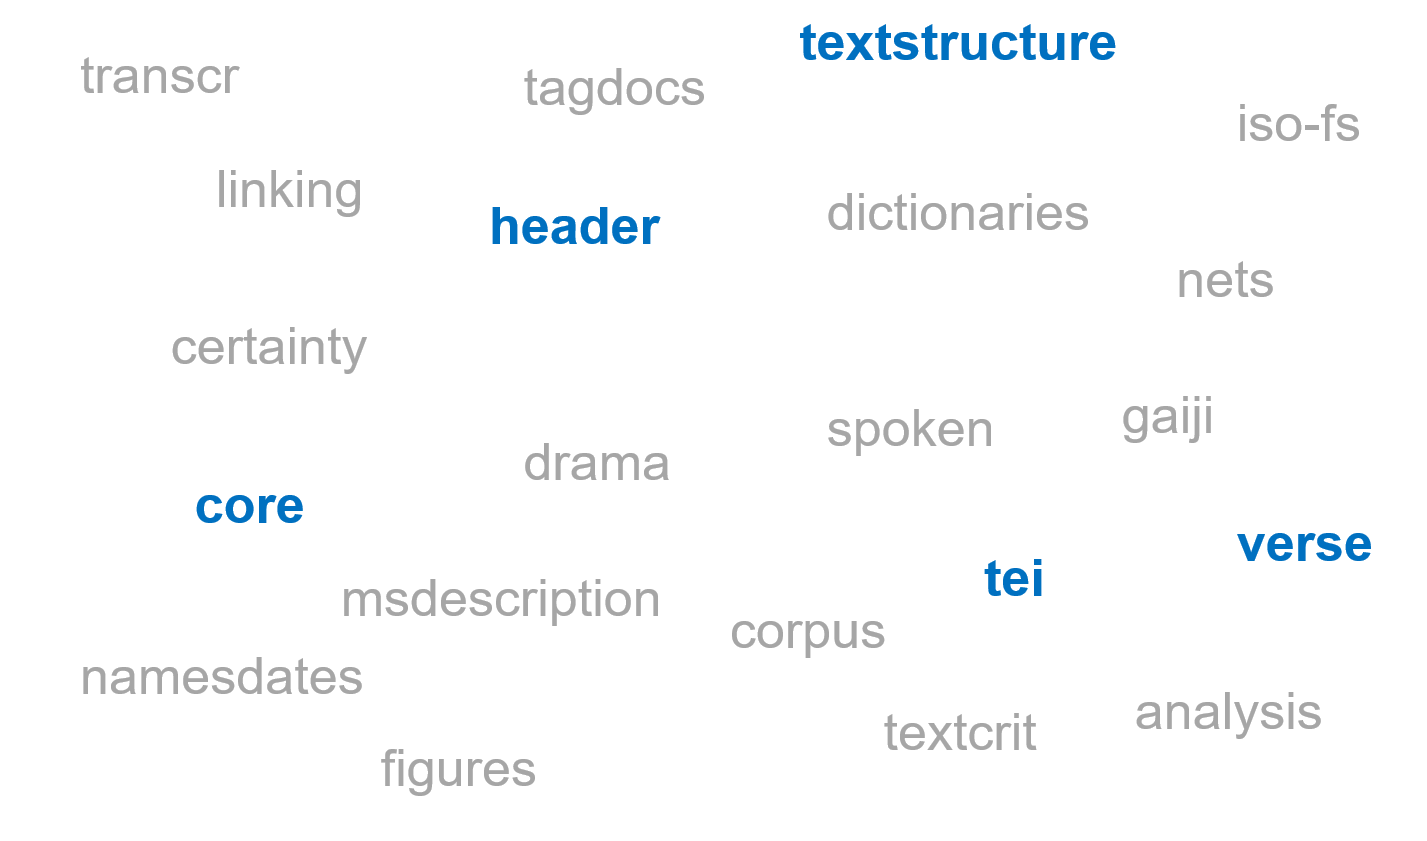 textstructure
transcr
tagdocs
iso-fs
linking
header
dictionaries
nets
certainty
spoken
gaiji
drama
core
verse
tei
msdescription
corpus
namesdates
textcrit
analysis
figures